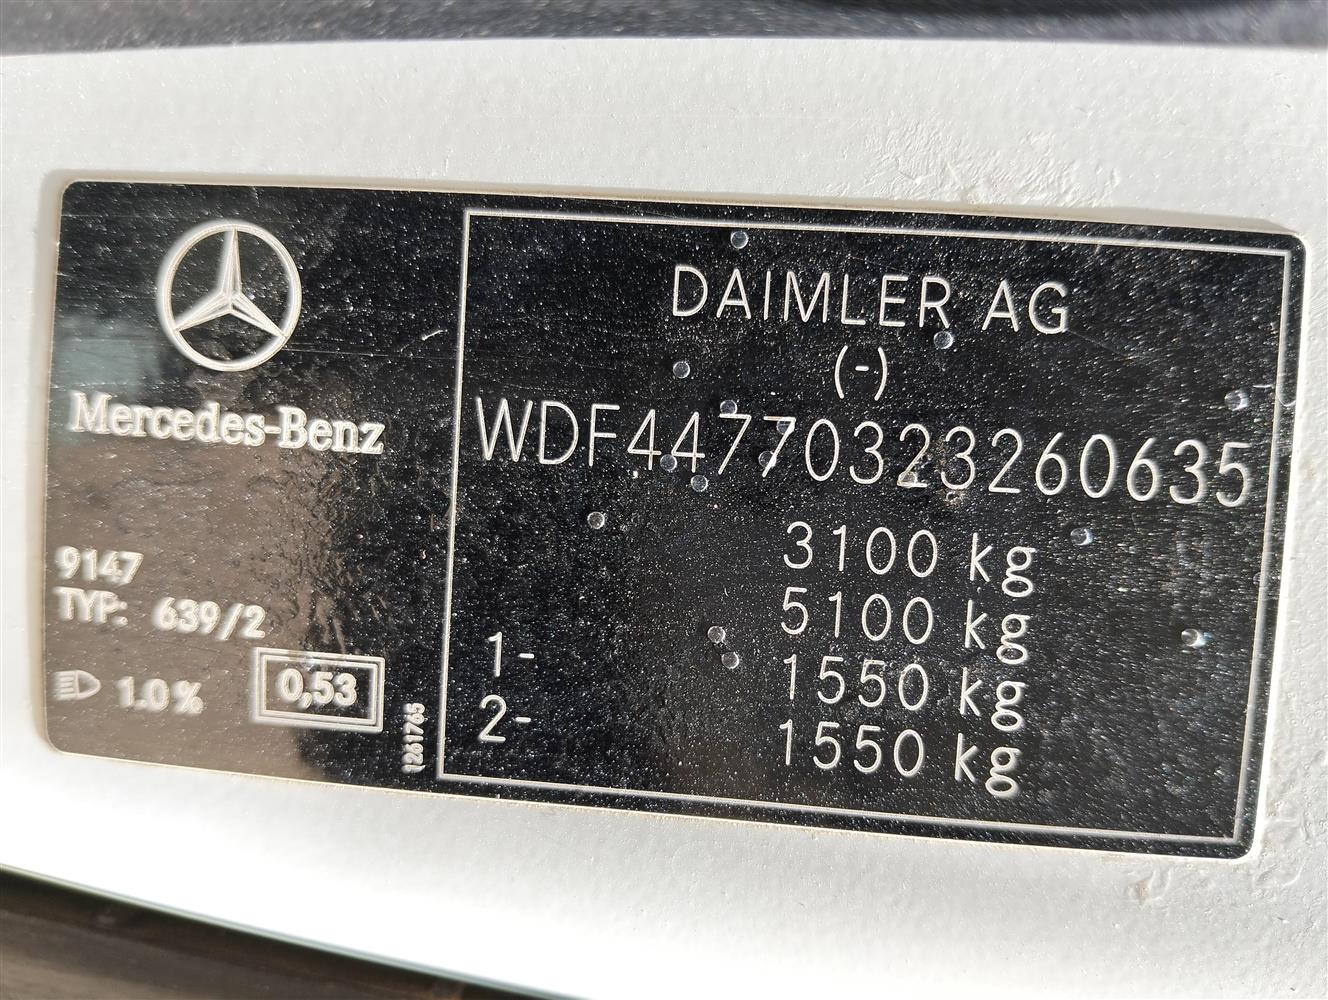 Mercedes-Benz
9147
TYP: 639/2
1.0%
0,53
1261765
DAIMLER AG
(-)
WDF44770323260635
3100 kg
5100 kg
1- 1550 kg
2- 1550 kg